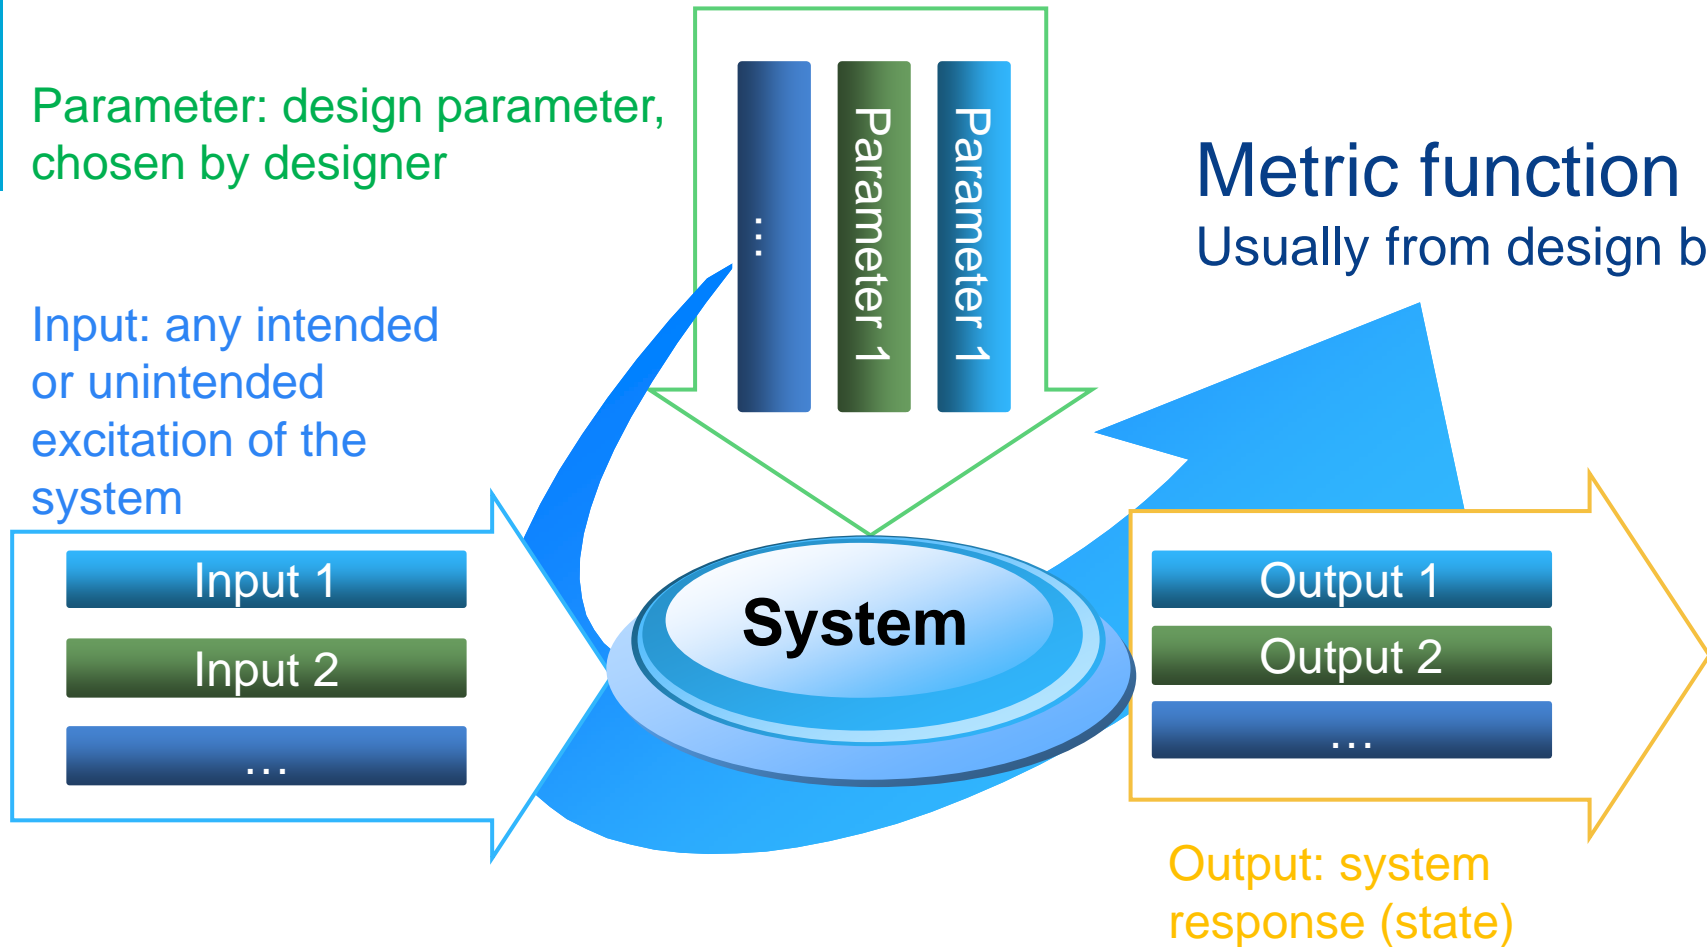 Parameter: design parameter,
chosen by designer
…
Parameter 1
Parameter 1
Metric function
Usually from design b
Input: any intended
or unintended
excitation of the
system
Input 1
Input 2
…
System
Output 1
Output 2
…
Output: system
response (state)